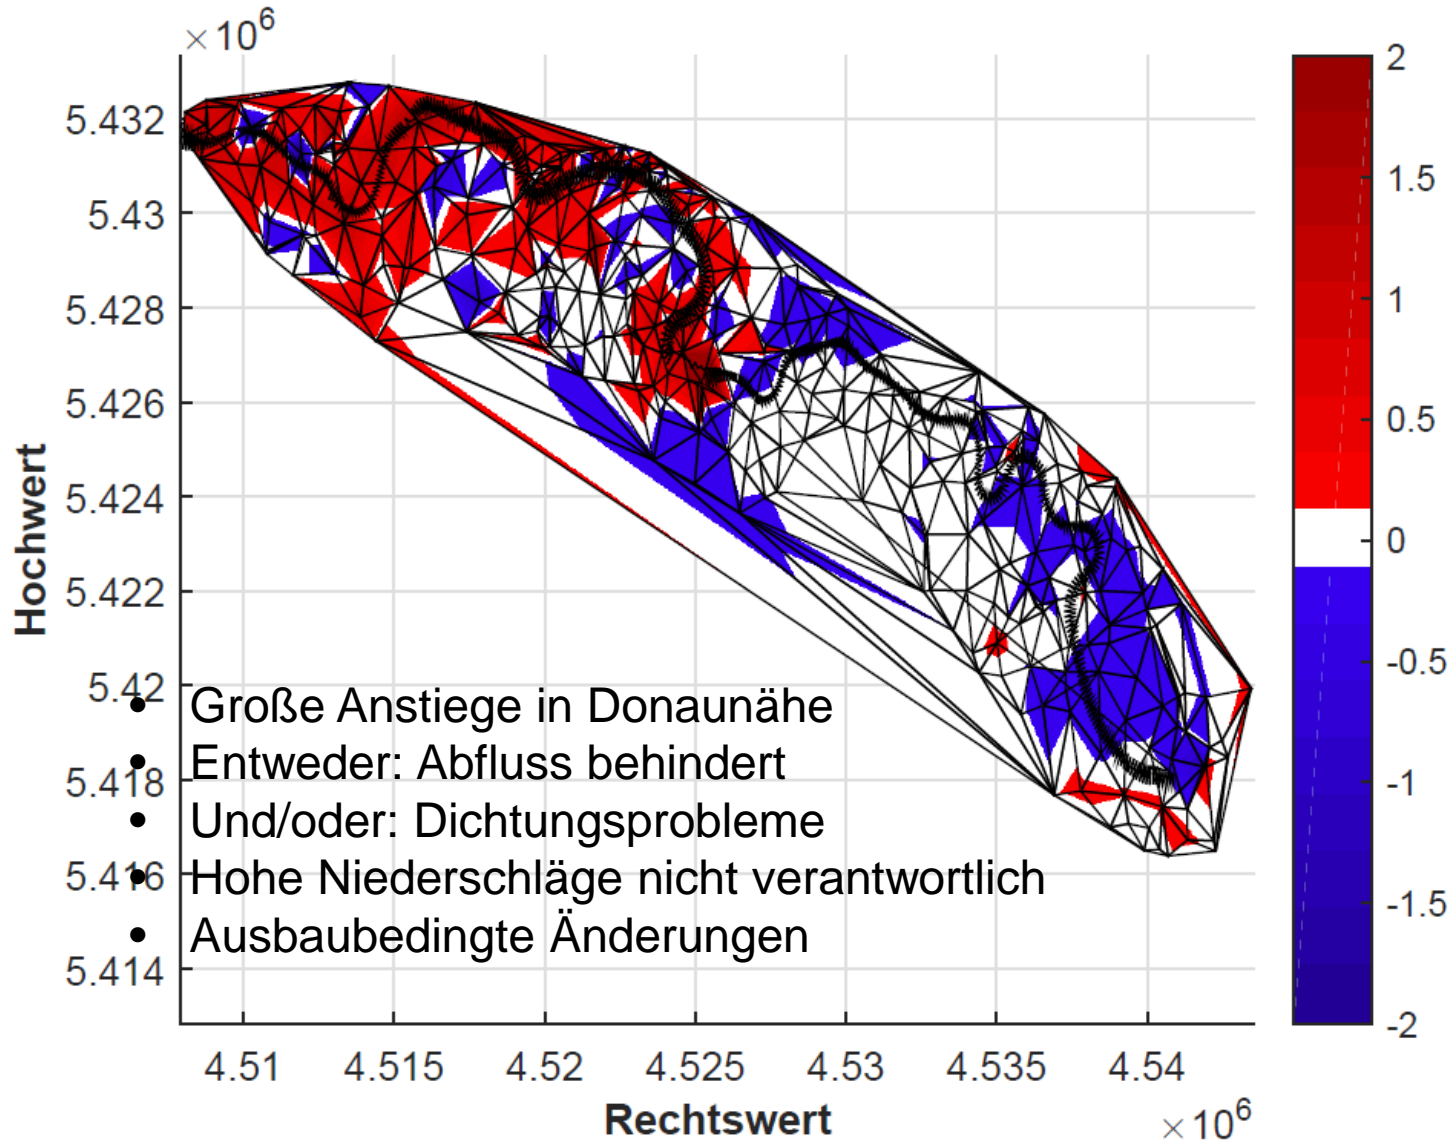 ×10⁶
5.432
5.43
5.428
5.426
5.424
5.422
5.42
5.418
5.416
5.414
Hochwert
• Große Anstiege in Donaunähe
• Entweder: Abfluss behindert
• Und/oder: Dichtungsprobleme
• Hohe Niederschläge nicht verantwortlich
• Ausbaubedingte Änderungen
4.51 4.515 4.52 4.525 4.53 4.535 4.54
Rechtswert
×10⁶
2
1.5
1
0.5
0
-0.5
-1
-1.5
-2